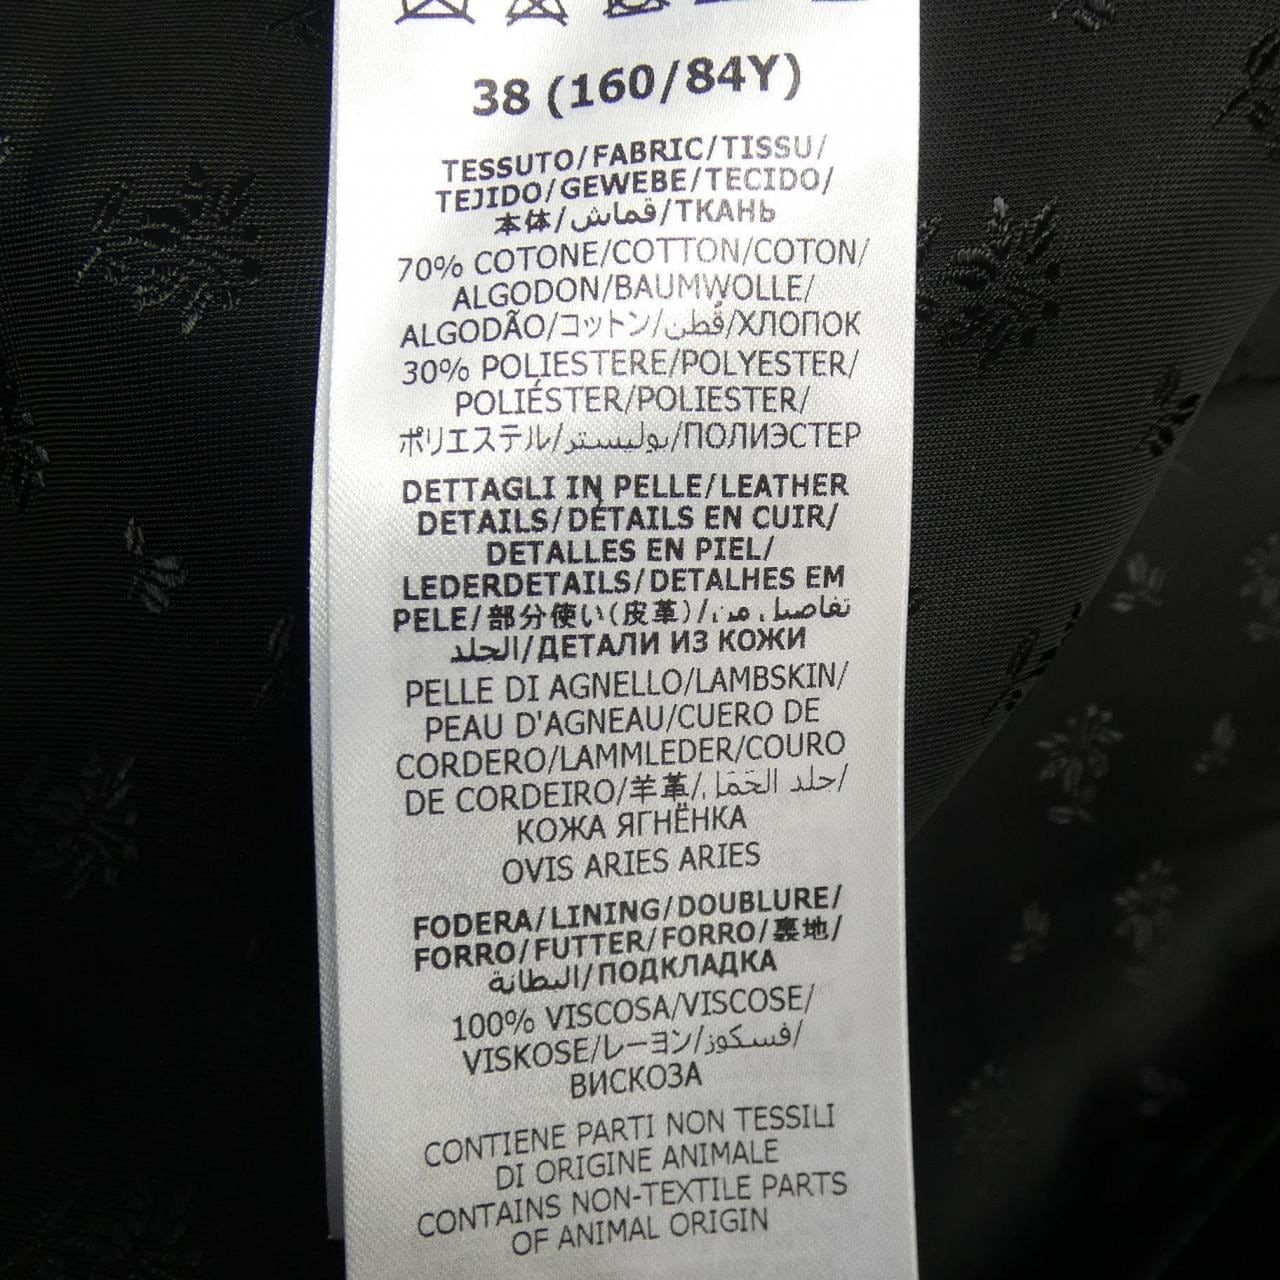 38 (160/84Y)
TESSUTO/FABRIC/TISSU/
TEJIDO/GEWEBE/TECIDO/
本体/قماش/ТКАНЬ
70% COTONE/COTTON/COTON/
ALGODON/BAUMWOLLE/
ALGODÃO/コットン/قُطن/ХЛОПОК
30% POLIESTERE/POLYESTER/
POLIÉSTER/POLIESTER/
ポリエステル/بوليستر/ПОЛИЭСТЕР
DETTAGLI IN PELLE/LEATHER
DETAILS/DÉTAILS EN CUIR/
DETALLES EN PIEL/
LEDERDETAILS/DETALHES EM
PELE/部分使い(皮革)/تفاصيل من
الجلد/ДЕТАЛИ ИЗ КОЖИ
PELLE DI AGNELLO/LAMBSKIN/
PEAU D'AGNEAU/CUERO DE
CORDERO/LAMMLEDER/COURO
DE CORDEIRO/羊革/جلد الحَمَل/
КОЖА ЯГНЁНКА
OVIS ARIES ARIES
FODERA/LINING/DOUBLURE/
FORRO/FUTTER/FORRO/裏地/
البطانة/ПОДКЛАДКА
100% VISCOSA/VISCOSE/
VISKOSE/レーヨン/فسكوز/
ВИСКОЗА
CONTIENE PARTI NON TESSILI
DI ORIGINE ANIMALE
CONTAINS NON-TEXTILE PARTS
OF ANIMAL ORIGIN